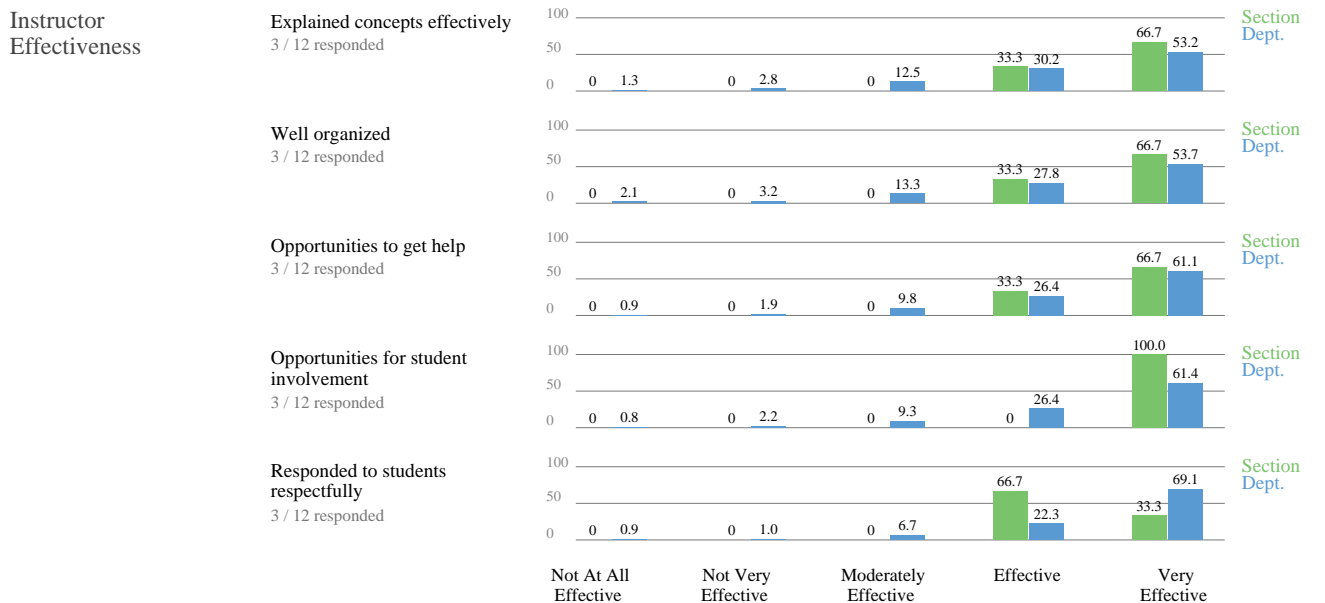 Instructor
Effectiveness
Explained concepts effectively
3 / 12 responded
100
50
0
0 1.3 0 2.8 0 12.5 33.3 30.2 66.7 53.2
Section
Dept.
Well organized
3 / 12 responded
100
50
0
0 2.1 0 3.2 0 13.3 33.3 27.8 66.7 53.7
Section
Dept.
Opportunities to get help
3 / 12 responded
100
50
0
0 0.9 0 1.9 0 9.8 33.3 26.4 66.7 61.1
Section
Dept.
Opportunities for student
involvement
3 / 12 responded
100
50
0
0 0.8 0 2.2 0 9.3 0 26.4 100.0 61.4
Section
Dept.
Responded to students
respectfully
3 / 12 responded
100
50
0
0 0.9 0 1.0 0 6.7 66.7 22.3 33.3 69.1
Section
Dept.
Not At All
Effective
Not Very
Effective
Moderately
Effective
Effective
Very
Effective